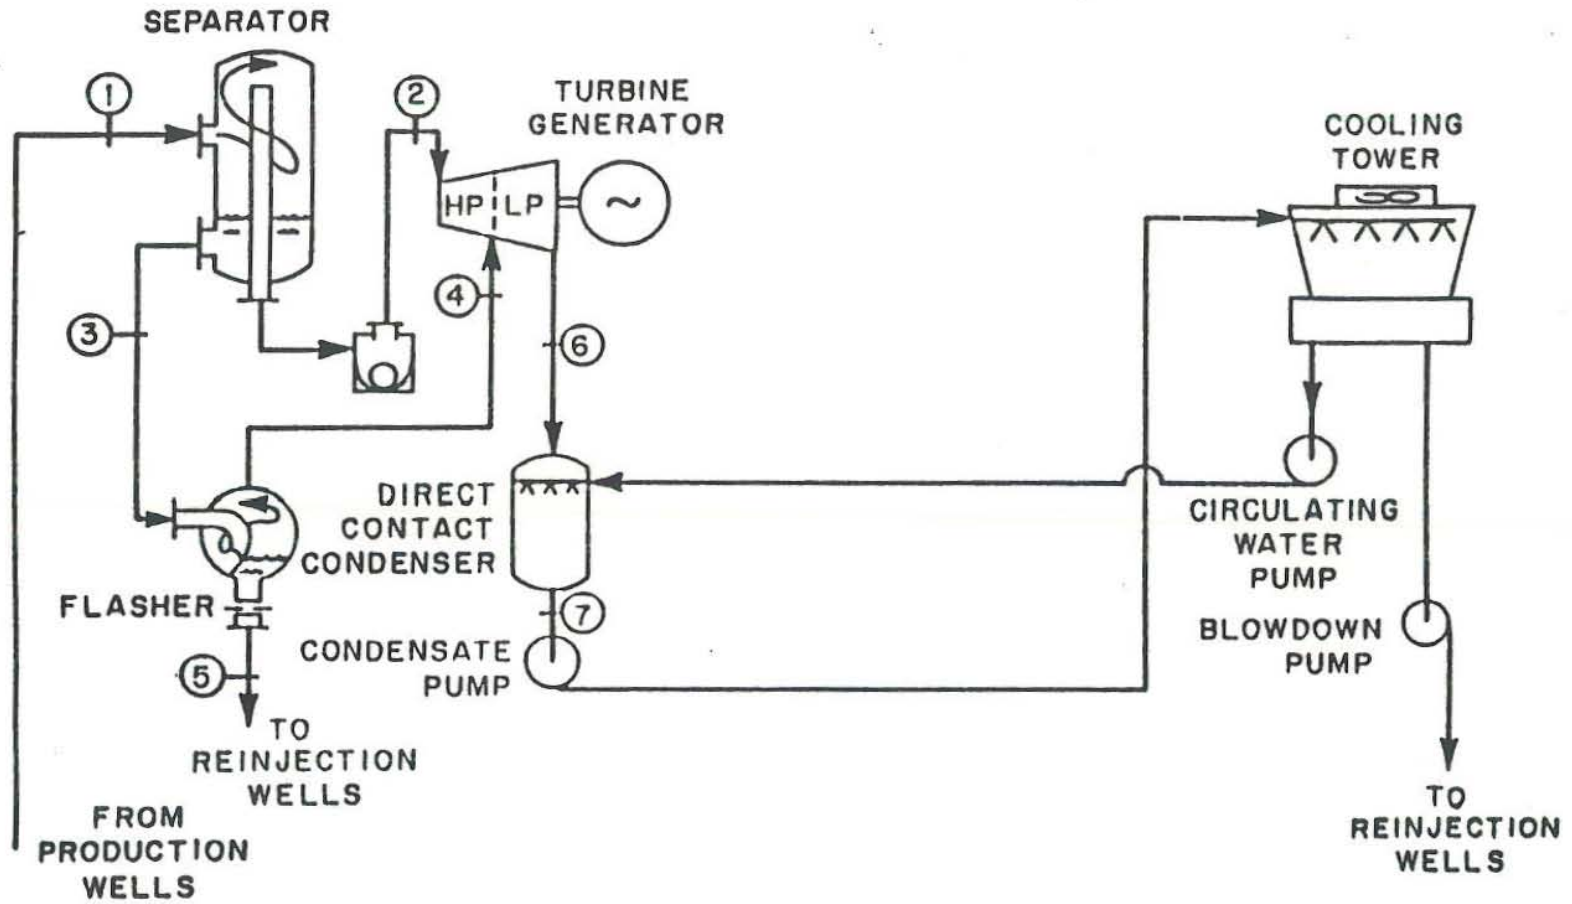 SEPARATOR
1
2
TURBINE
GENERATOR
HP LP
~
COOLING
TOWER
3
4
6
DIRECT
CONTACT
CONDENSER
CIRCULATING
WATER
PUMP
FLASHER
7
CONDENSATE
PUMP
BLOWDOWN
PUMP
5
TO
REINJECTION
WELLS
FROM
PRODUCTION
WELLS
TO
REINJECTION
WELLS